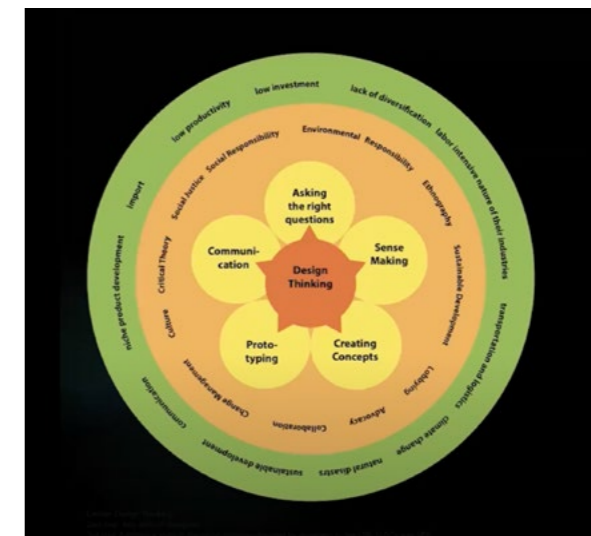 low investment
lack of diversification
labor intensive nature of their industries
transportation and logistics
climate change
natural disastrs
sustainable development
communication
niche product development
import
low productivity
Environmental Responsibility
Ethnography
Sustainable Development
Lobbying
Advocacy
Collaboration
Change Management
Culture
Critical Theory
Social Justice
Social Responsibility
Asking
the right
questions
Sense
Making
Creating
Concepts
Proto-
typing
Communi-
cation
Design
Thinking